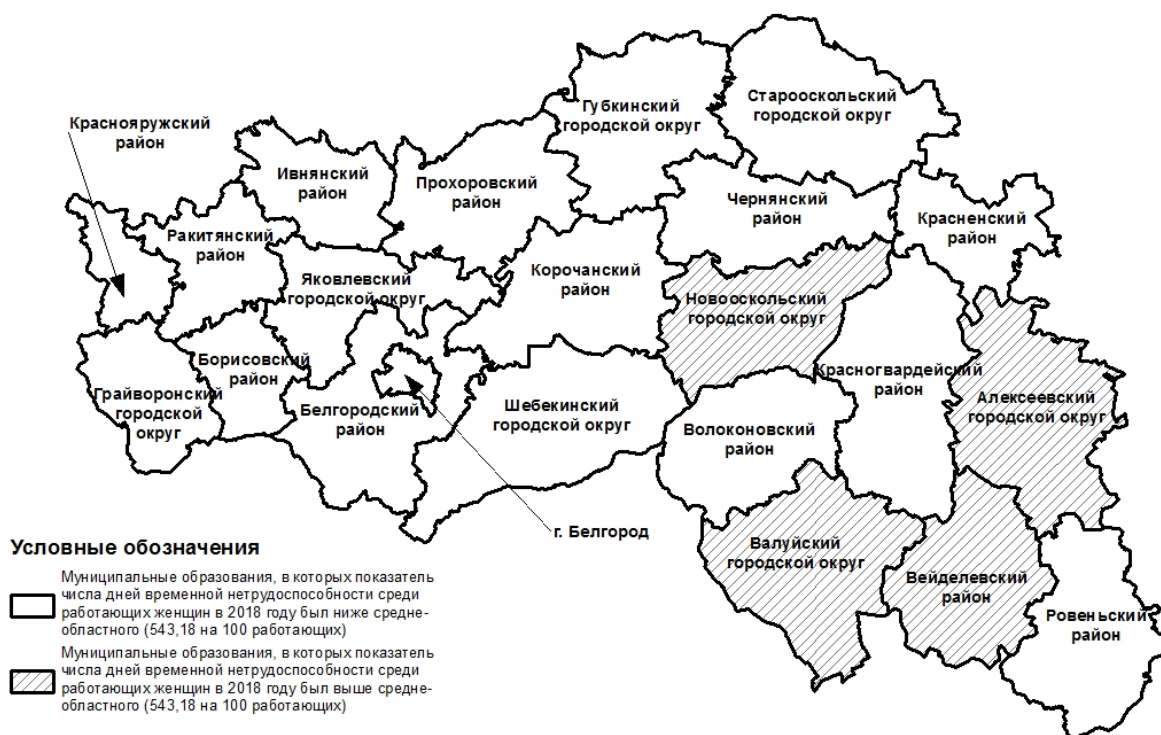 Губкинский
городской округ
Старооскольский
городской округ
Краснояружский
район
Ивнянский
район
Прохоровский
район
Чернянский
район
Красненский
район
Ракитянский
район
Яковлевский
городской округ
Корочанский
район
Новооскольский
городской округ
Борисовский
район
Грайворонский
городской
округ
Белгородский
район
Шебекинский
городской округ
Красногвардейский
район
Алексеевский
городской округ
Волоконовский
район
г. Белгород
Валуйский
городской округ
Вейделевский
район
Ровеньский
район
Условные обозначения
Муниципальные образования, в которых показатель
числа дней временной нетрудоспособности среди
работающих женщин в 2018 году был ниже средне-
областного (543,18 на 100 работающих)
Муниципальные образования, в которых показатель
числа дней временной нетрудоспособности среди
работающих женщин в 2018 году был выше средне-
областного (543,18 на 100 работающих)